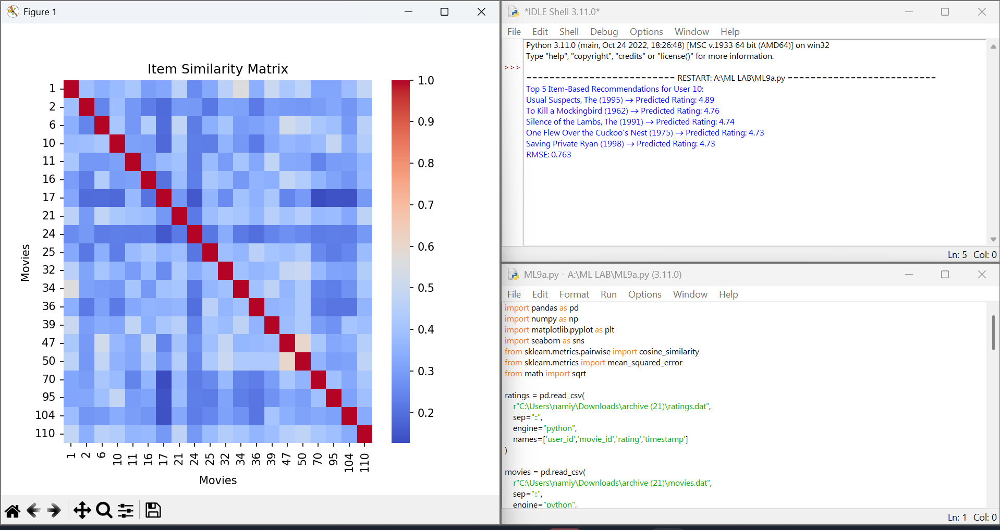 Figure 1
Item Similarity Matrix
1
2
6
10
11
16
17
21
24
25
32
34
36
39
47
50
70
95
104
110
Movies
1 2 6 10 11 16 17 21 24 25 32 34 36 39 47 50 70 95 104 110
Movies
1.0
0.9
0.8
0.7
0.6
0.5
0.4
0.3
0.2
*IDLE Shell 3.11.0*
File Edit Shell Debug Options Window Help
Python 3.11.0 (main, Oct 24 2022, 18:26:48) [MSC v.1933 64 bit (AMD64)] on win32
Type "help", "copyright", "credits" or "license()" for more information.
>>>
========================== RESTART: A:\ML LAB\ML9a.py ==========================
Top 5 Item-Based Recommendations for User 10:
Usual Suspects, The (1995) → Predicted Rating: 4.89
To Kill a Mockingbird (1962) → Predicted Rating: 4.76
Silence of the Lambs, The (1991) → Predicted Rating: 4.74
One Flew Over the Cuckoo's Nest (1975) → Predicted Rating: 4.73
Saving Private Ryan (1998) → Predicted Rating: 4.73
RMSE: 0.763
Ln: 5 Col: 0
ML9a.py - A:\ML LAB\ML9a.py (3.11.0)
File Edit Format Run Options Window Help
import pandas as pd
import numpy as np
import matplotlib.pyplot as plt
import seaborn as sns
from sklearn.metrics.pairwise import cosine_similarity
from sklearn.metrics import mean_squared_error
from math import sqrt
ratings = pd.read_csv(
r"C:\Users\namiy\Downloads\archive (21)\ratings.dat",
sep="::",
engine="python",
names=['user_id','movie_id','rating','timestamp']
)
movies = pd.read_csv(
r"C:\Users\namiy\Downloads\archive (21)\movies.dat",
sep="::",
engine="python",
Ln: 1 Col: 0